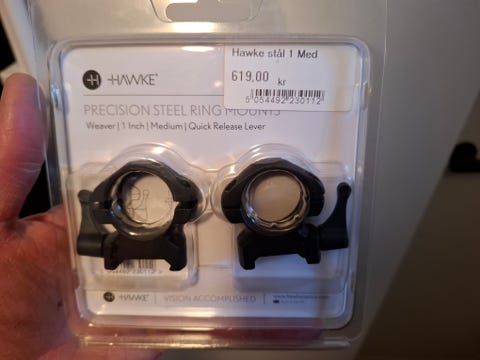 Hawke stål 1 Med
619,00 kr
5 054492 230112
HAWKE®
PRECISION STEEL RING MOUNTS
Weaver | 1 Inch | Medium | Quick Release Lever
HAWKE®
VISION ACCOMPLISHED